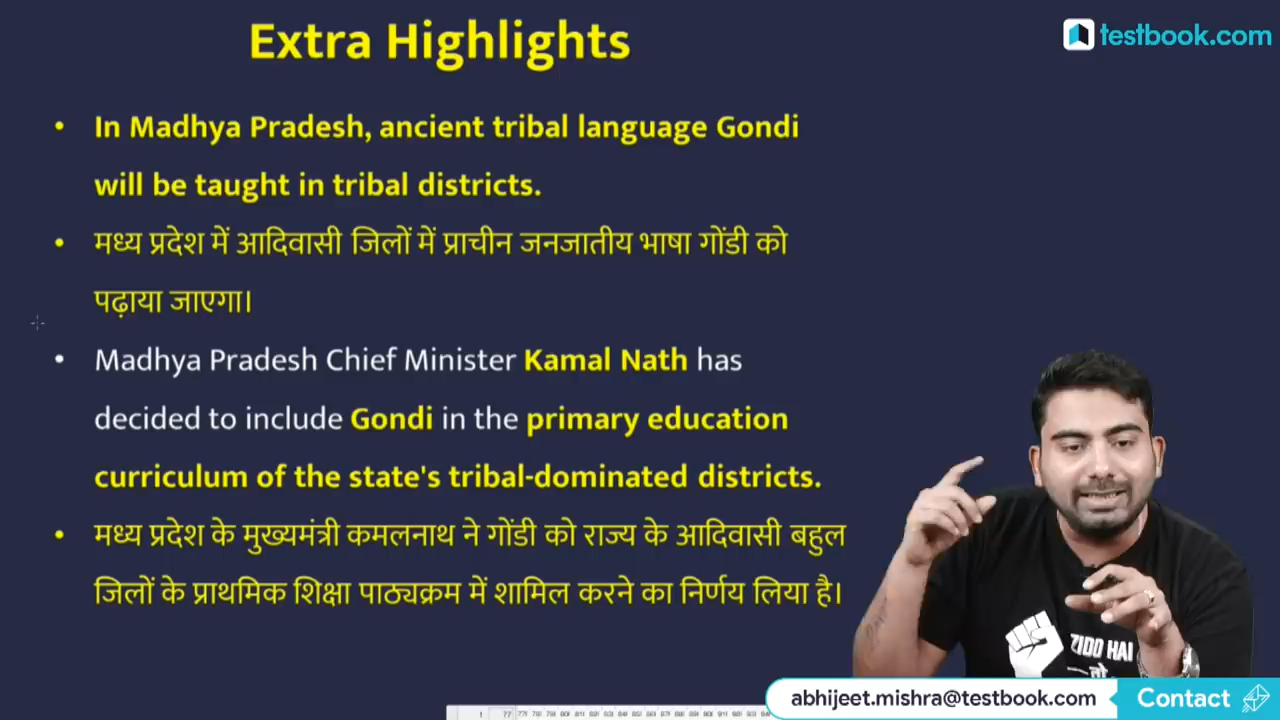 Extra Highlights
testbook.com
• In Madhya Pradesh, ancient tribal language Gondi
will be taught in tribal districts.
• मध्य प्रदेश में आदिवासी जिलों में प्राचीन जनजातीय भाषा गोंडी को
पढ़ाया जाएगा।
• Madhya Pradesh Chief Minister Kamal Nath has
decided to include Gondi in the primary education
curriculum of the state's tribal-dominated districts.
• मध्य प्रदेश के मुख्यमंत्री कमलनाथ ने गोंडी को राज्य के आदिवासी बहुल
जिलों के प्राथमिक शिक्षा पाठ्यक्रम में शामिल करने का निर्णय लिया है।
ZIDO HAI
तो
abhijeet.mishra@testbook.com Contact